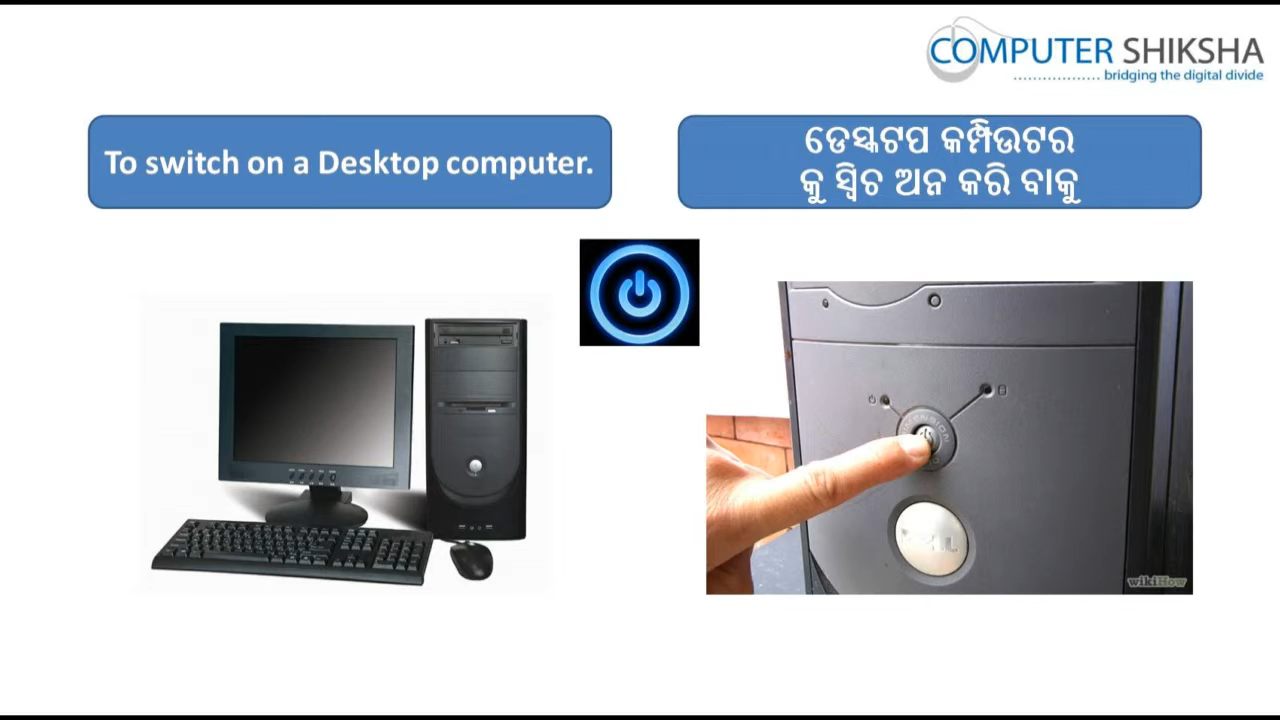 COMPUTER SHIKSHA
bridging the digital divide
To switch on a Desktop computer.
ଡେସ୍କଟପ କମ୍ପିଉଟର
କୁ ସ୍ୱିଚ ଅନ କରି ବାକୁ
wikiHow